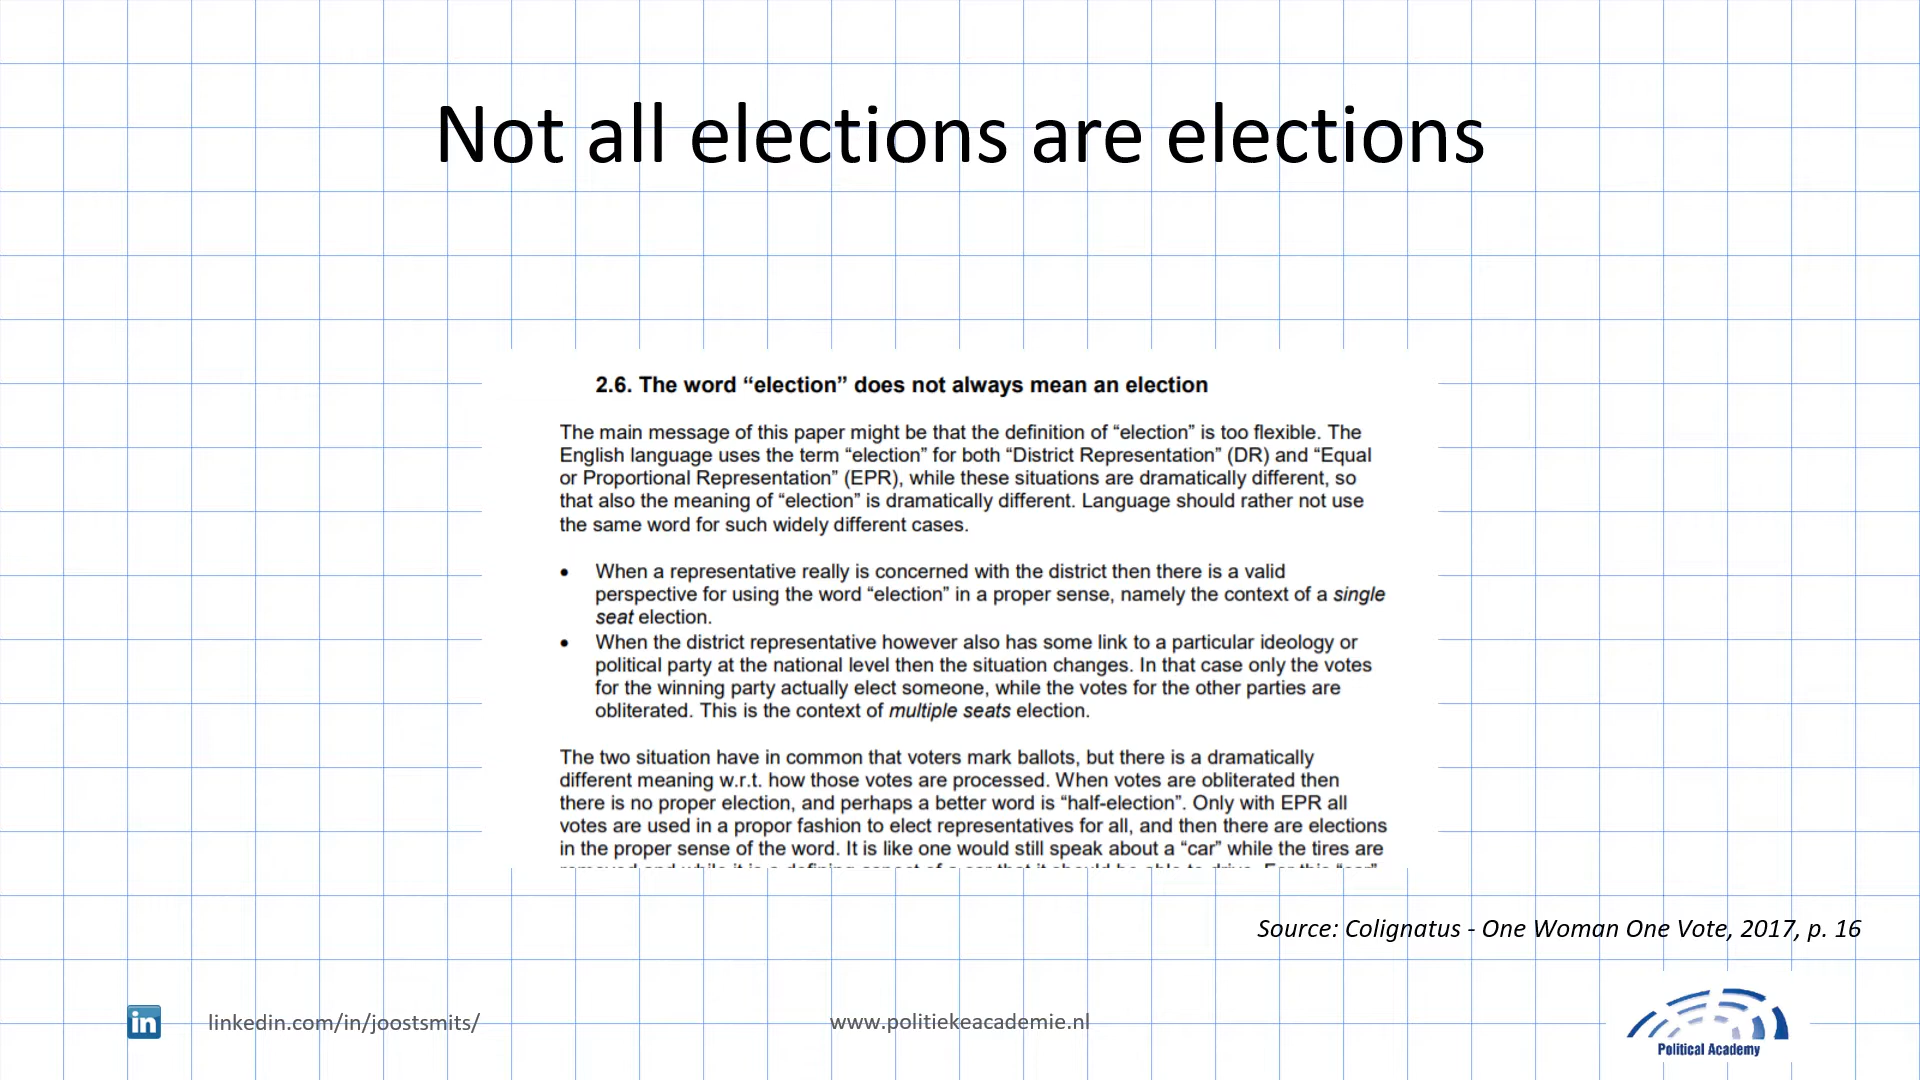 Not all elections are elections
2.6. The word “election” does not always mean an election
The main message of this paper might be that the definition of “election” is too flexible. The
English language uses the term “election” for both “District Representation” (DR) and “Equal
or Proportional Representation” (EPR), while these situations are dramatically different, so
that also the meaning of “election” is dramatically different. Language should rather not use
the same word for such widely different cases.
• When a representative really is concerned with the district then there is a valid
perspective for using the word “election” in a proper sense, namely the context of a single
seat election.
• When the district representative however also has some link to a particular ideology or
political party at the national level then the situation changes. In that case only the votes
for the winning party actually elect someone, while the votes for the other parties are
obliterated. This is the context of multiple seats election.
The two situation have in common that voters mark ballots, but there is a dramatically
different meaning w.r.t. how those votes are processed. When votes are obliterated then
there is no proper election, and perhaps a better word is “half-election”. Only with EPR all
votes are used in a propor fashion to elect representatives for all, and then there are elections
in the proper sense of the word. It is like one would still speak about a “car” while the tires are
Source: Colignatus - One Woman One Vote, 2017, p. 16
in
linkedin.com/in/joostsmits/
www.politiekeacademie.nl
Political Academy